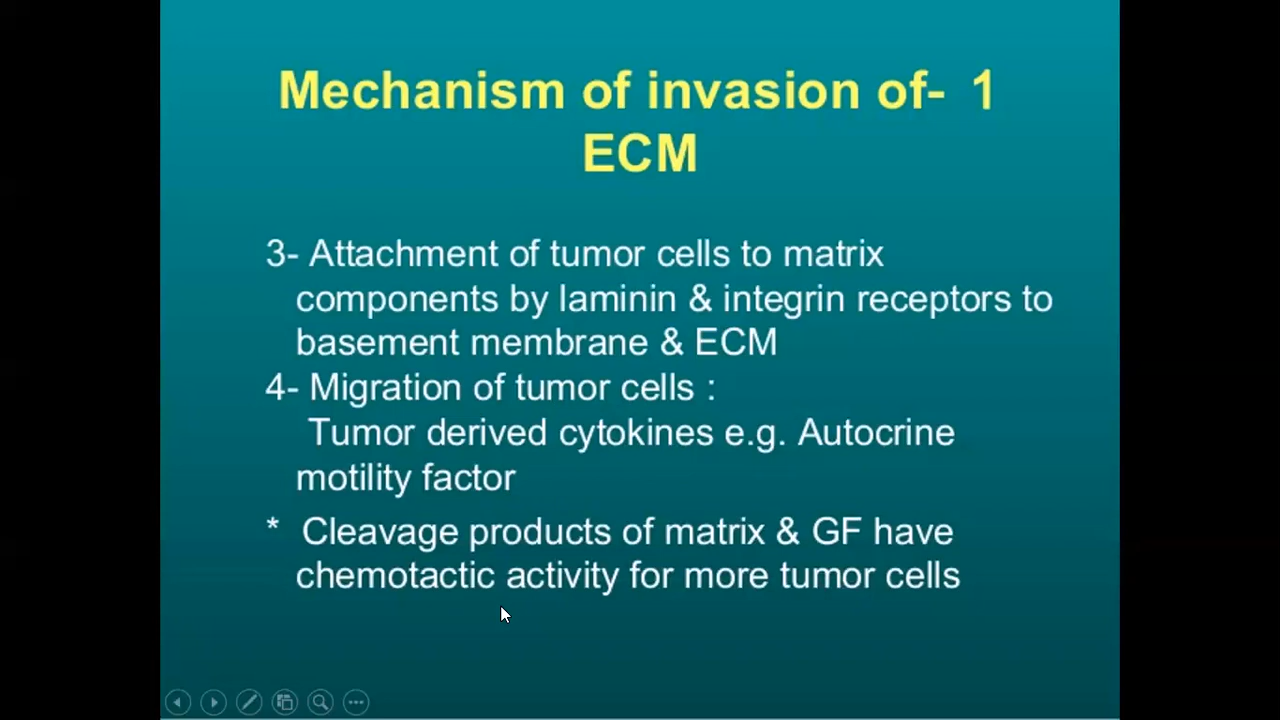 Mechanism of invasion of- 1
ECM
3- Attachment of tumor cells to matrix
components by laminin & integrin receptors to
basement membrane & ECM
4- Migration of tumor cells :
Tumor derived cytokines e.g. Autocrine
motility factor
* Cleavage products of matrix & GF have
chemotactic activity for more tumor cells